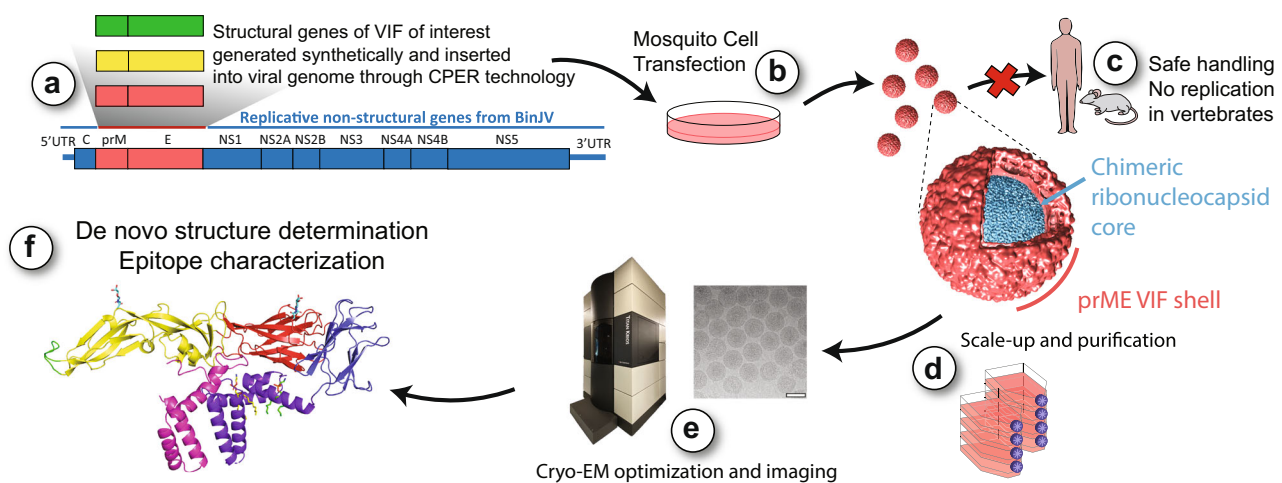 a
Structural genes of VIF of interest
generated synthetically and inserted
into viral genome through CPER technology
Replicative non-structural genes from BinJV
5’UTR C prM E NS1 NS2A NS2B NS3 NS4A NS4B NS5 3’UTR
Mosquito Cell
Transfection
b
c
Safe handling
No replication
in vertebrates
Chimeric
ribonucleocapsid
core
prME VIF shell
d
Scale-up and purification
TITAN KRIOS
e
Cryo-EM optimization and imaging
f
De novo structure determination
Epitope characterization